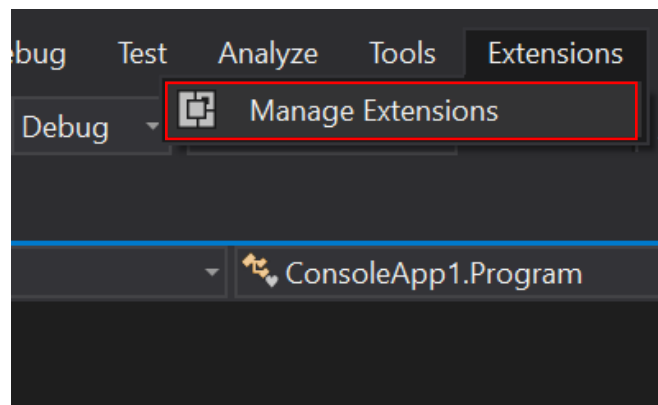 ebug Test Analyze Tools Extensions
Debug Manage Extensions
ConsoleApp1.Program